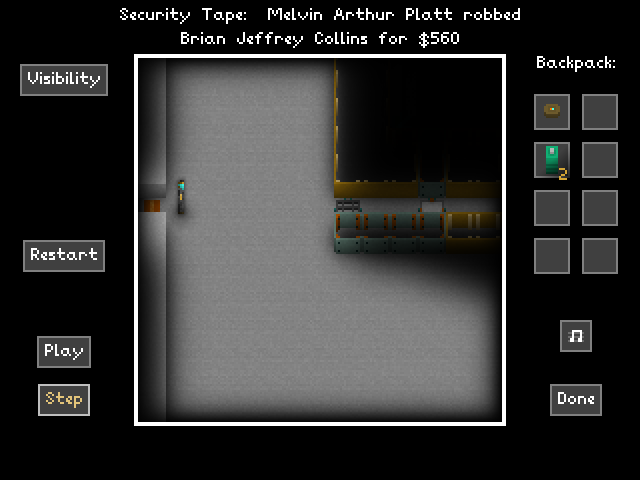 Security Tape: Melvin Arthur Platt robbed
Brian Jeffrey Collins for $560
Visibility
Backpack:
2
Restart
Play
Step
Done